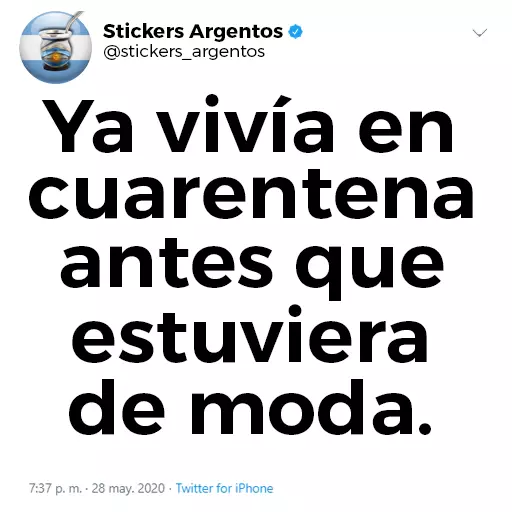 Stickers Argentos
@stickers_argentos
Ya vivía en
cuarentena
antes que
estuviera
de moda.
7:37 p. m. · 28 may. 2020 · Twitter for iPhone